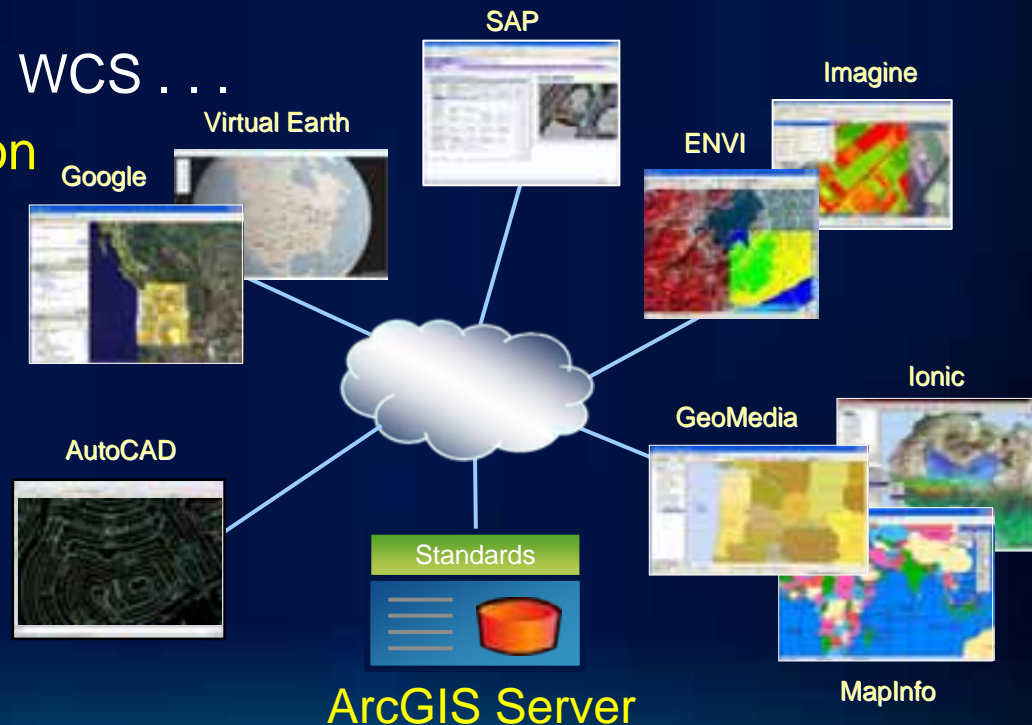 SAP
WCS . . .
Imagine
Virtual Earth
on
ENVI
Google
Ionic
GeoMedia
AutoCAD
Standards
MapInfo
ArcGIS Server